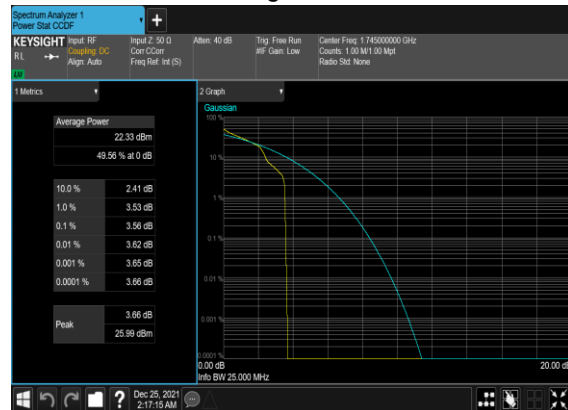 Spectrum Analyzer 1
Power Stat CCDF
KEYSIGHT
RL
Input: RF
Coupling: DC
Align: Auto
Input Z: 50 Ω
Corr CCorr
Freq Ref: Int (S)
Atten: 40 dB
Trig: Free Run
#IF Gain: Low
Center Freq: 1.745000000 GHz
Counts: 1.00 M/1.00 Mpt
Radio Std: None
1 Metrics
Average Power
22.33 dBm
49.56 % at 0 dB
10.0 % 2.41 dB
1.0 % 3.53 dB
0.1 % 3.56 dB
0.01 % 3.62 dB
0.001 % 3.65 dB
0.0001 % 3.66 dB
Peak
3.66 dB
25.99 dBm
2 Graph
Gaussian
100 %
10 %
1 %
0.1 %
0.01 %
0.001 %
0.0001 %
0.00 dB
20.00 d
Info BW 25.000 MHz
Dec 25, 2021
2:17:15 AM